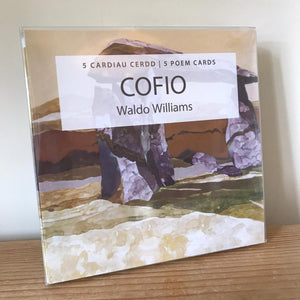 5 CARDIAU CERDD | 5 POEM CARDS
COFIO
Waldo Williams